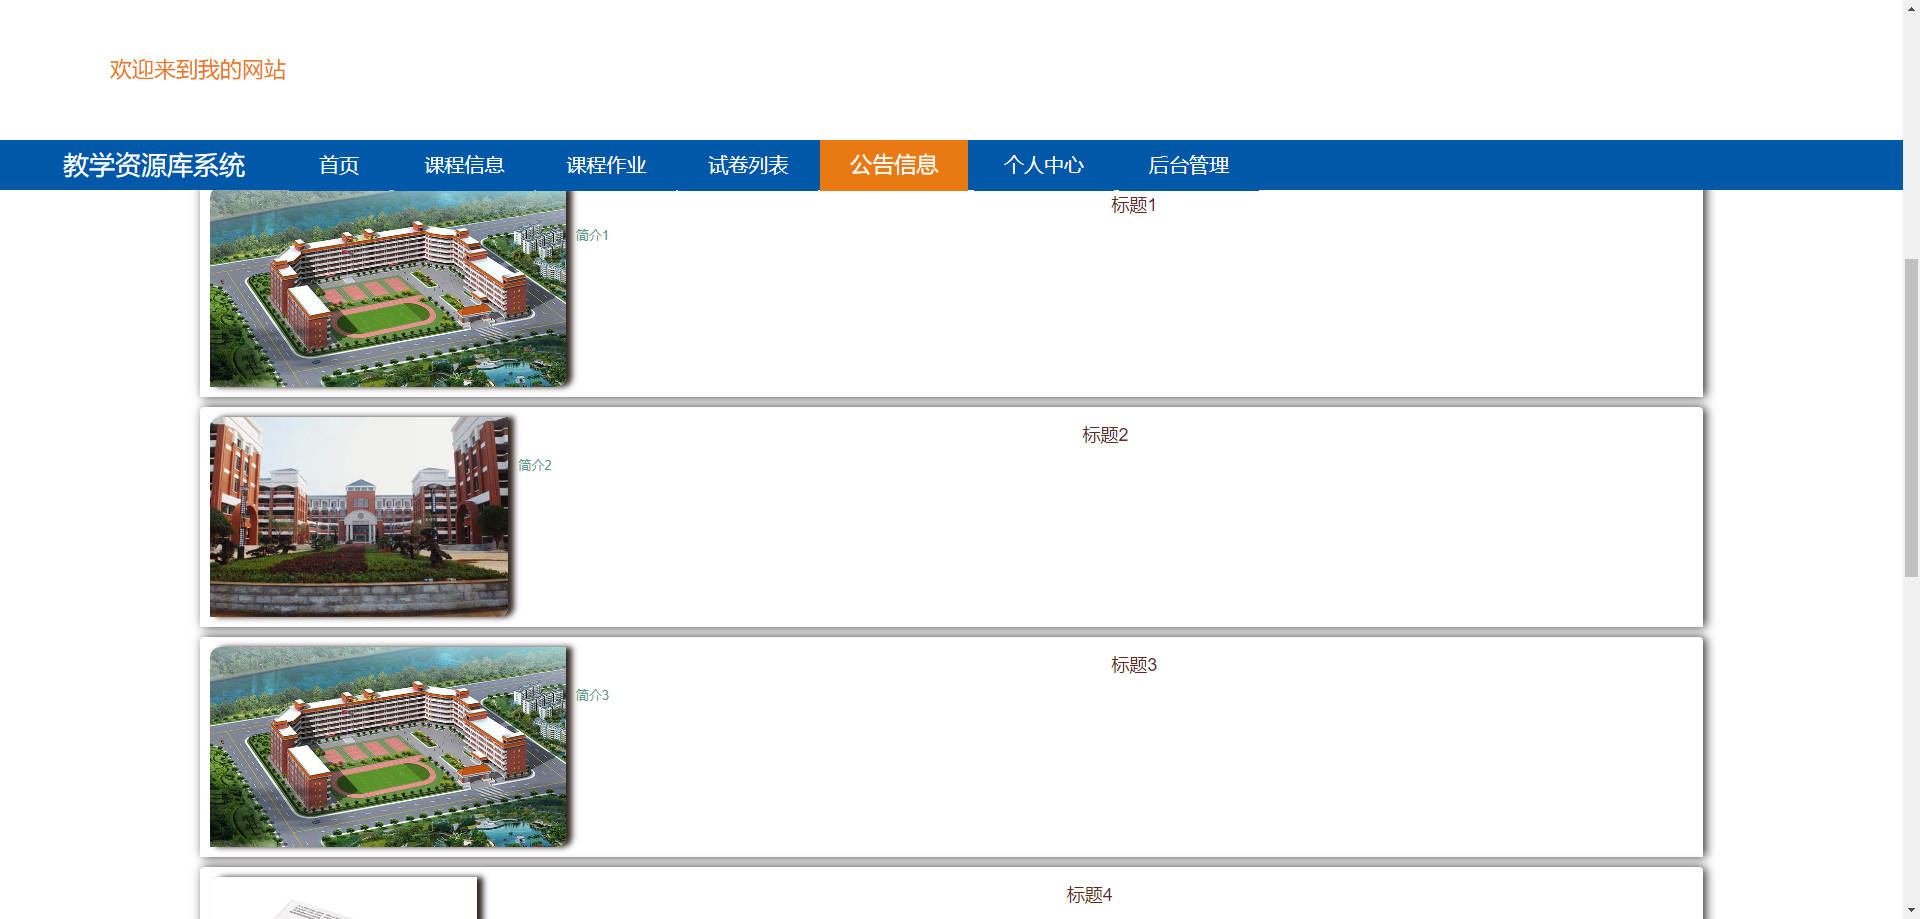 欢迎来到我的网站
教学资源库系统 首页 课程信息 课程作业 试卷列表 公告信息 个人中心 后台管理
标题1
简介1
标题2
简介2
标题3
简介3
标题4